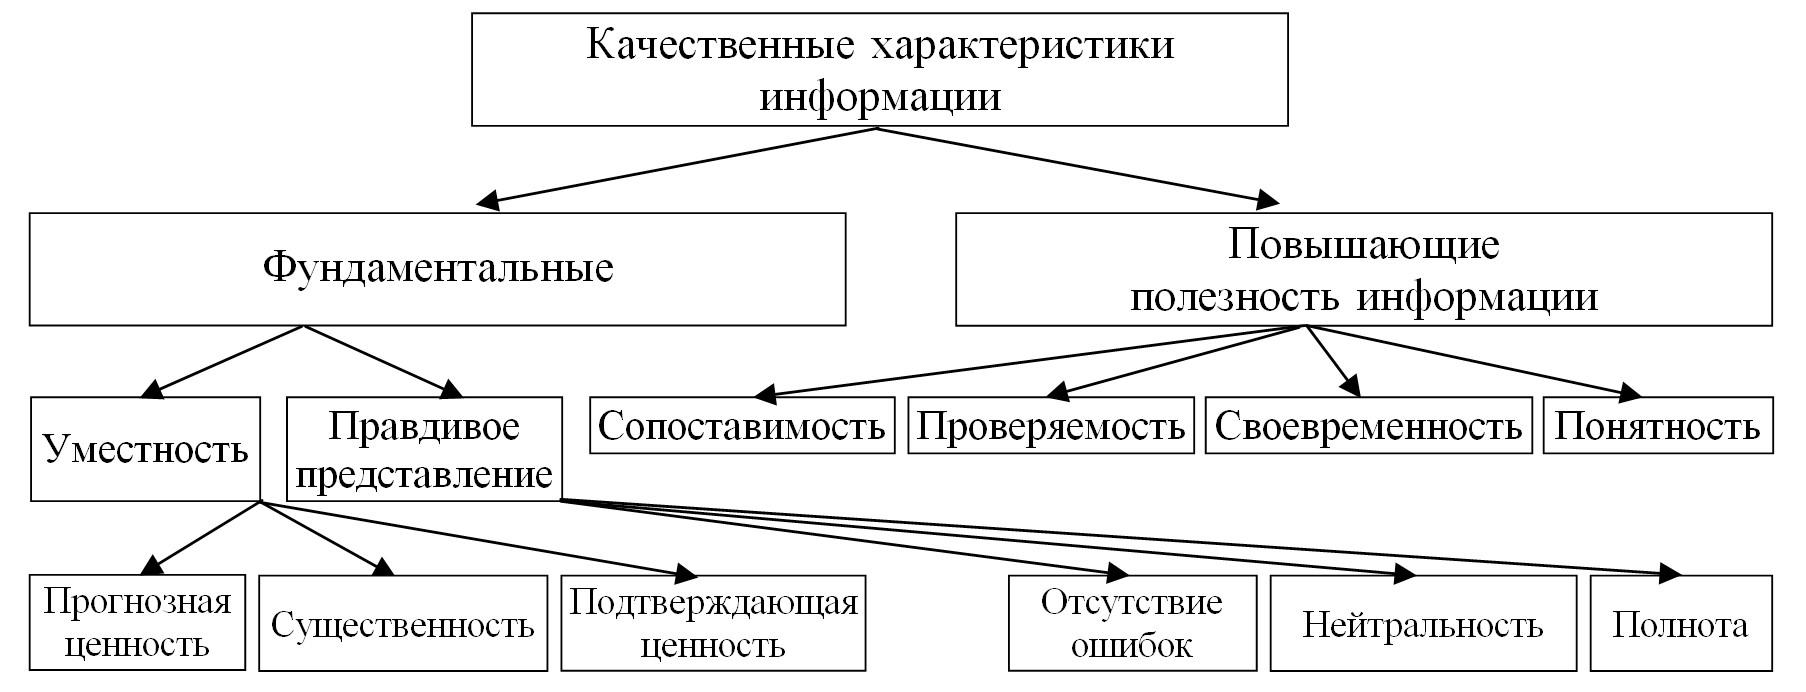 Качественные характеристики
информации
Фундаментальные
Повышающие
полезность информации
Уместность
Правдивое
представление
Сопоставимость
Проверяемость
Своевременность
Понятность
Прогнозная
ценность
Существенность
Подтверждающая
ценность
Отсутствие
ошибок
Нейтральность
Полнота